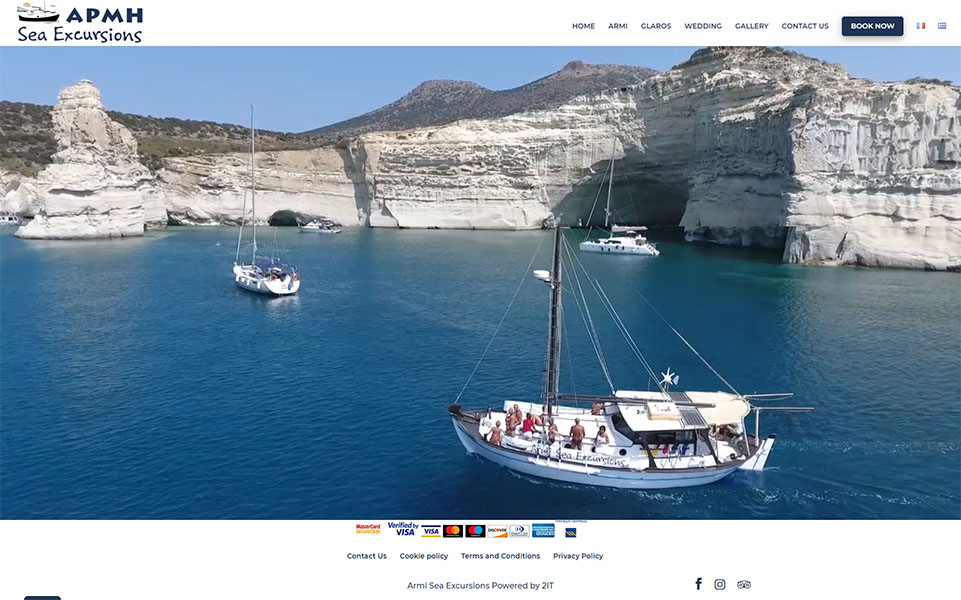 ΑΡΜΗ
Sea Excursions
HOME ARMI GLAROS WEDDING GALLERY CONTACT US BOOK NOW
Armi Sea Excursions
MasterCard
SecureCode
Verified by
VISA
VISA
DISCOVER
Contact Us Cookie policy Terms and Conditions Privacy Policy
Armi Sea Excursions Powered by 2IT